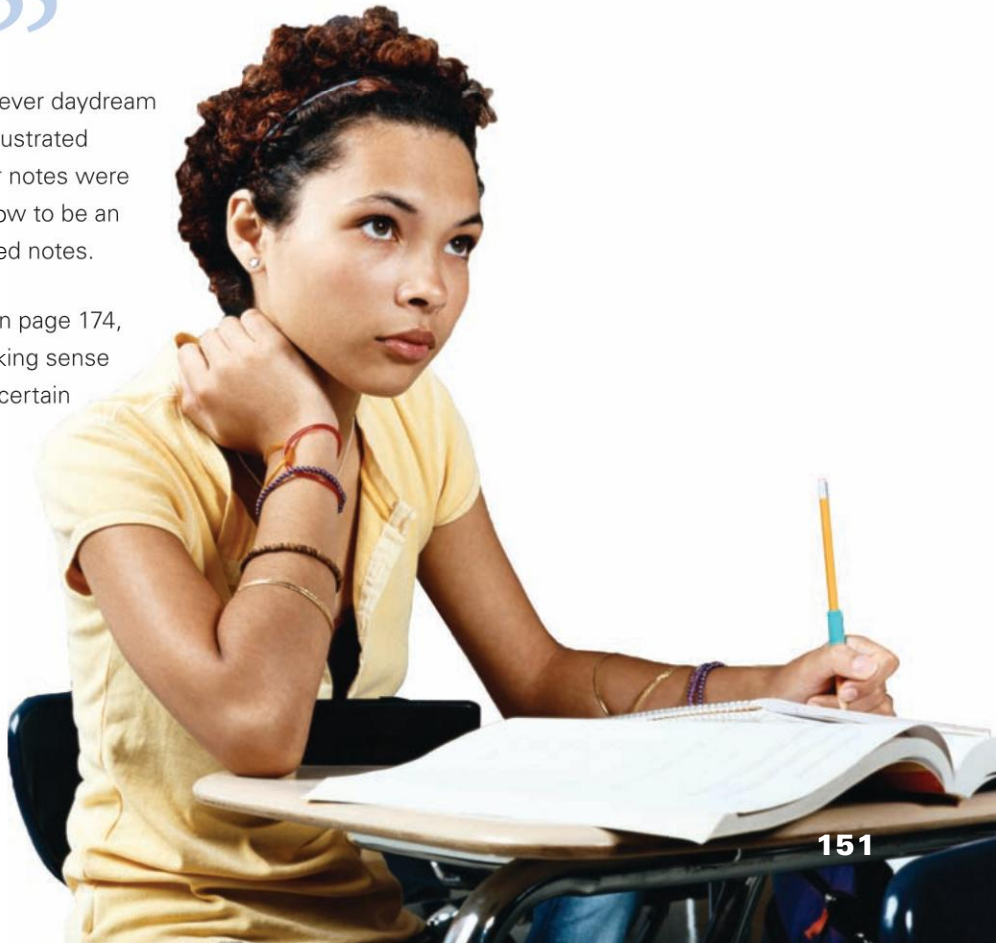 ”
ever daydream
ustrated
r notes were
ow to be an
ed notes.
n page 174,
king sense
certain
151